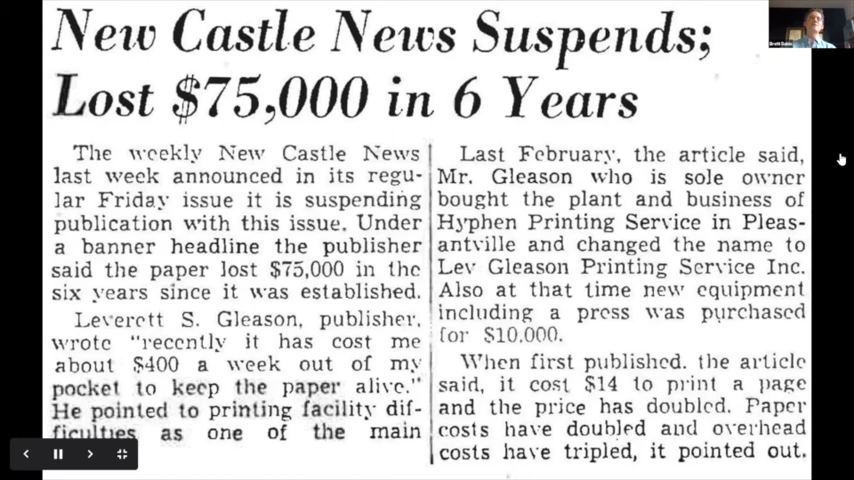 New Castle News Suspends;
Lost $75,000 in 6 Years
The weekly New Castle News
last week announced in its regu-
lar Friday issue it is suspending
publication with this issue. Under
a banner headline the publisher
said the paper lost $75,000 in the
six years since it was established.
Leverett S. Gleason, publisher,
wrote "recently it has cost me
about $400 a week out of my
pocket to keep the paper alive."
He pointed to printing facility dif-
ficulties as one of the main
Last February, the article said,
Mr. Gleason who is sole owner
bought the plant and business of
Hyphen Printing Service in Pleas-
antville and changed the name to
Lev Gleason Printing Service Inc.
Also at that time new equipment
including a press was purchased
for $10,000.
When first published. the article
said, it cost $14 to print a page
and the price has doubled. Paper
costs have doubled and overhead
costs have tripled, it pointed out.